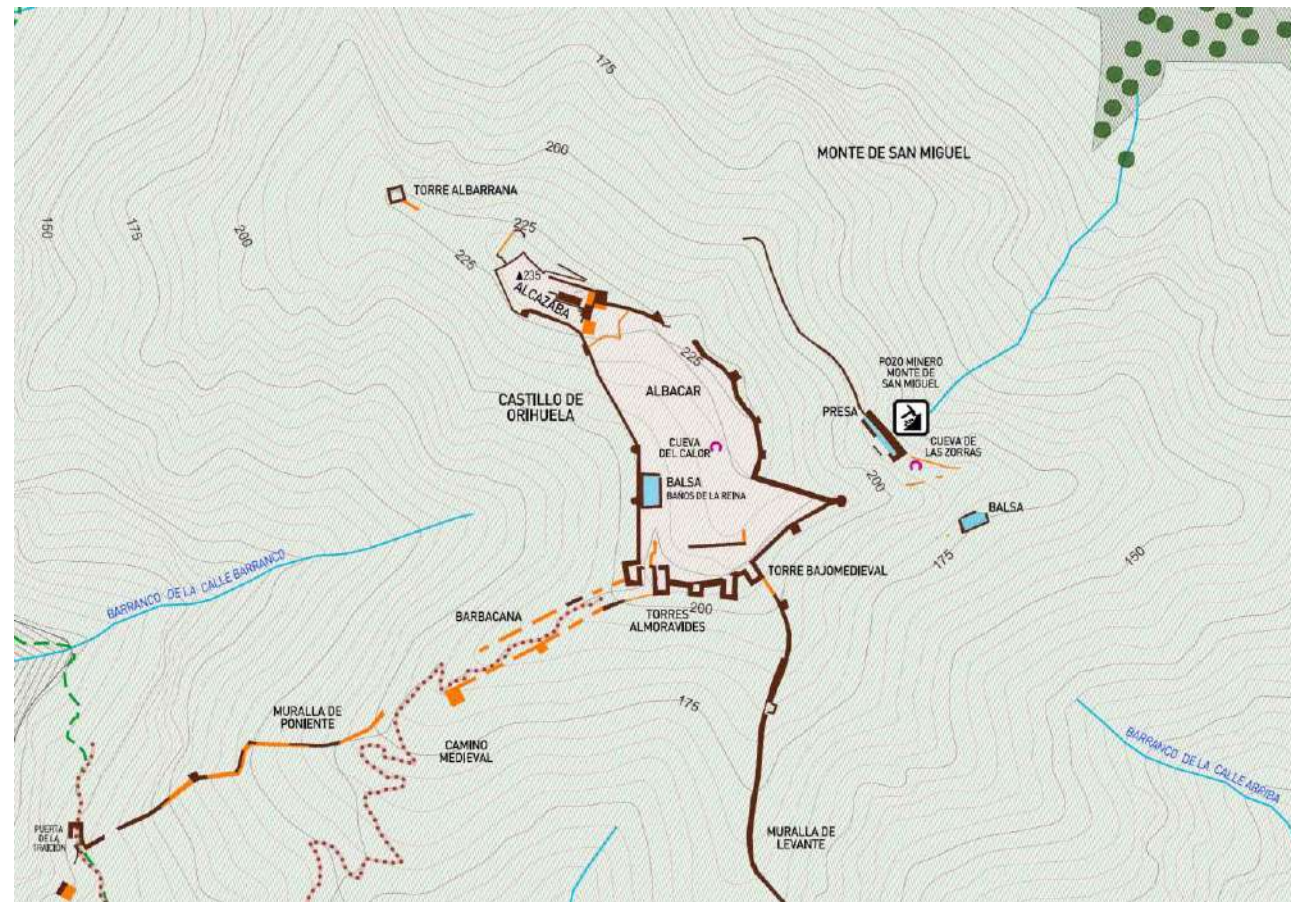 175
200
MONTE DE SAN MIGUEL
TORRE ALBARRANA
150
175
200
225
225
235
ALCAZABA
225
POZO MINERO
MONTE DE
SAN MIGUEL
ALBACAR
CASTILLO DE
ORIHUELA
PRESA
CUEVA
DEL CALOR
CUEVA DE
LAS ZORRAS
200
BALSA
BAÑOS DE LA REINA
BALSA
175
150
BARRANCO DE LA CALLE BARRANCO
TORRE BAJOMEDIEVAL
BARBACANA
200
TORRES
ALMORAVIDES
175
MURALLA DE
PONIENTE
CAMINO
MEDIEVAL
BARRANCO DE LA CALLE ARRIBA
PUERTA
DE LA
TRAICIÓN
MURALLA DE
LEVANTE